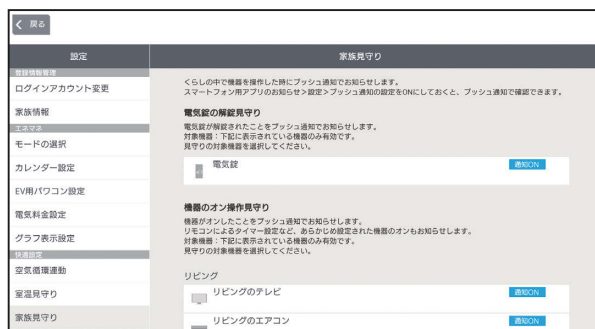 戻る
設定
家族見守り
登録情報管理
ログインアカウント変更
家族情報
エネマネ
モードの選択
カレンダー設定
EV用パワコン設定
電気料金設定
グラフ表示設定
快適設定
空気循環連動
室温見守り
家族見守り
くらしの中で機器を操作した時にプッシュ通知でお知らせします。
スマートフォン用アプリのお知らせ＞設定＞プッシュ通知の設定をONにしておくと、プッシュ通知で確認できます。
電気錠の解錠見守り
電気錠が解錠されたことをプッシュ通知でお知らせします。
対象機器：下記に表示されている機器のみ有効です。
見守りの対象機器を選択してください。
電気錠 通知ON
機器のオン操作見守り
機器がオンしたことをプッシュ通知でお知らせします。
リモコンによるタイマー設定など、あらかじめ設定された機器のオンもお知らせします。
対象機器：下記に表示されている機器のみ有効です。
見守りの対象機器を選択してください。
リビング
リビングのテレビ 通知ON
リビングのエアコン 通知ON